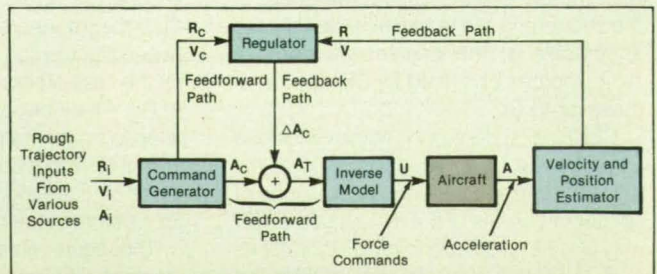 R_C
V_C
Regulator
R
V
Feedback Path
Feedforward
Path
Feedback
Path
ΔA_C
Rough
Trajectory
Inputs
From
Various
Sources
R_i
V_i
A_i
Command
Generator
A_C
+
A_T
Feedforward
Path
Inverse
Model
U
Force
Commands
Aircraft
A
Acceleration
Velocity and
Position
Estimator